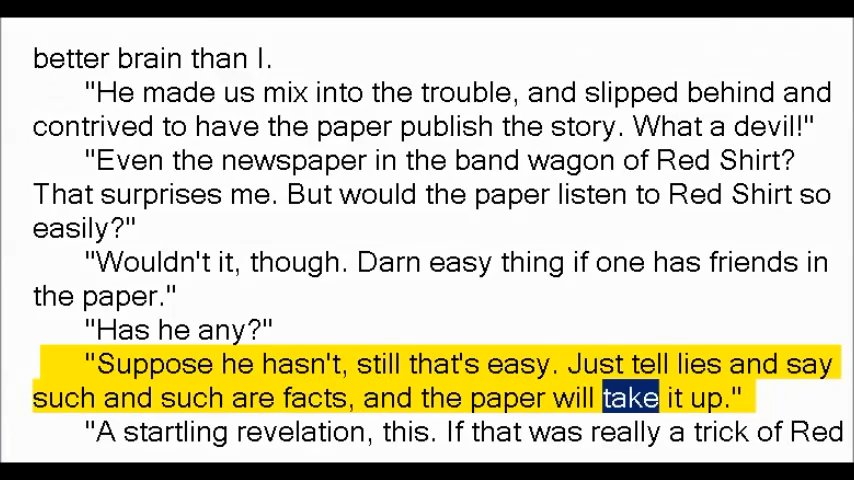 better brain than I.
"He made us mix into the trouble, and slipped behind and
contrived to have the paper publish the story. What a devil!"
"Even the newspaper in the band wagon of Red Shirt?
That surprises me. But would the paper listen to Red Shirt so
easily?"
"Wouldn't it, though. Darn easy thing if one has friends in
the paper."
"Has he any?"
"Suppose he hasn't, still that's easy. Just tell lies and say
such and such are facts, and the paper will take it up."
"A startling revelation, this. If that was really a trick of Red